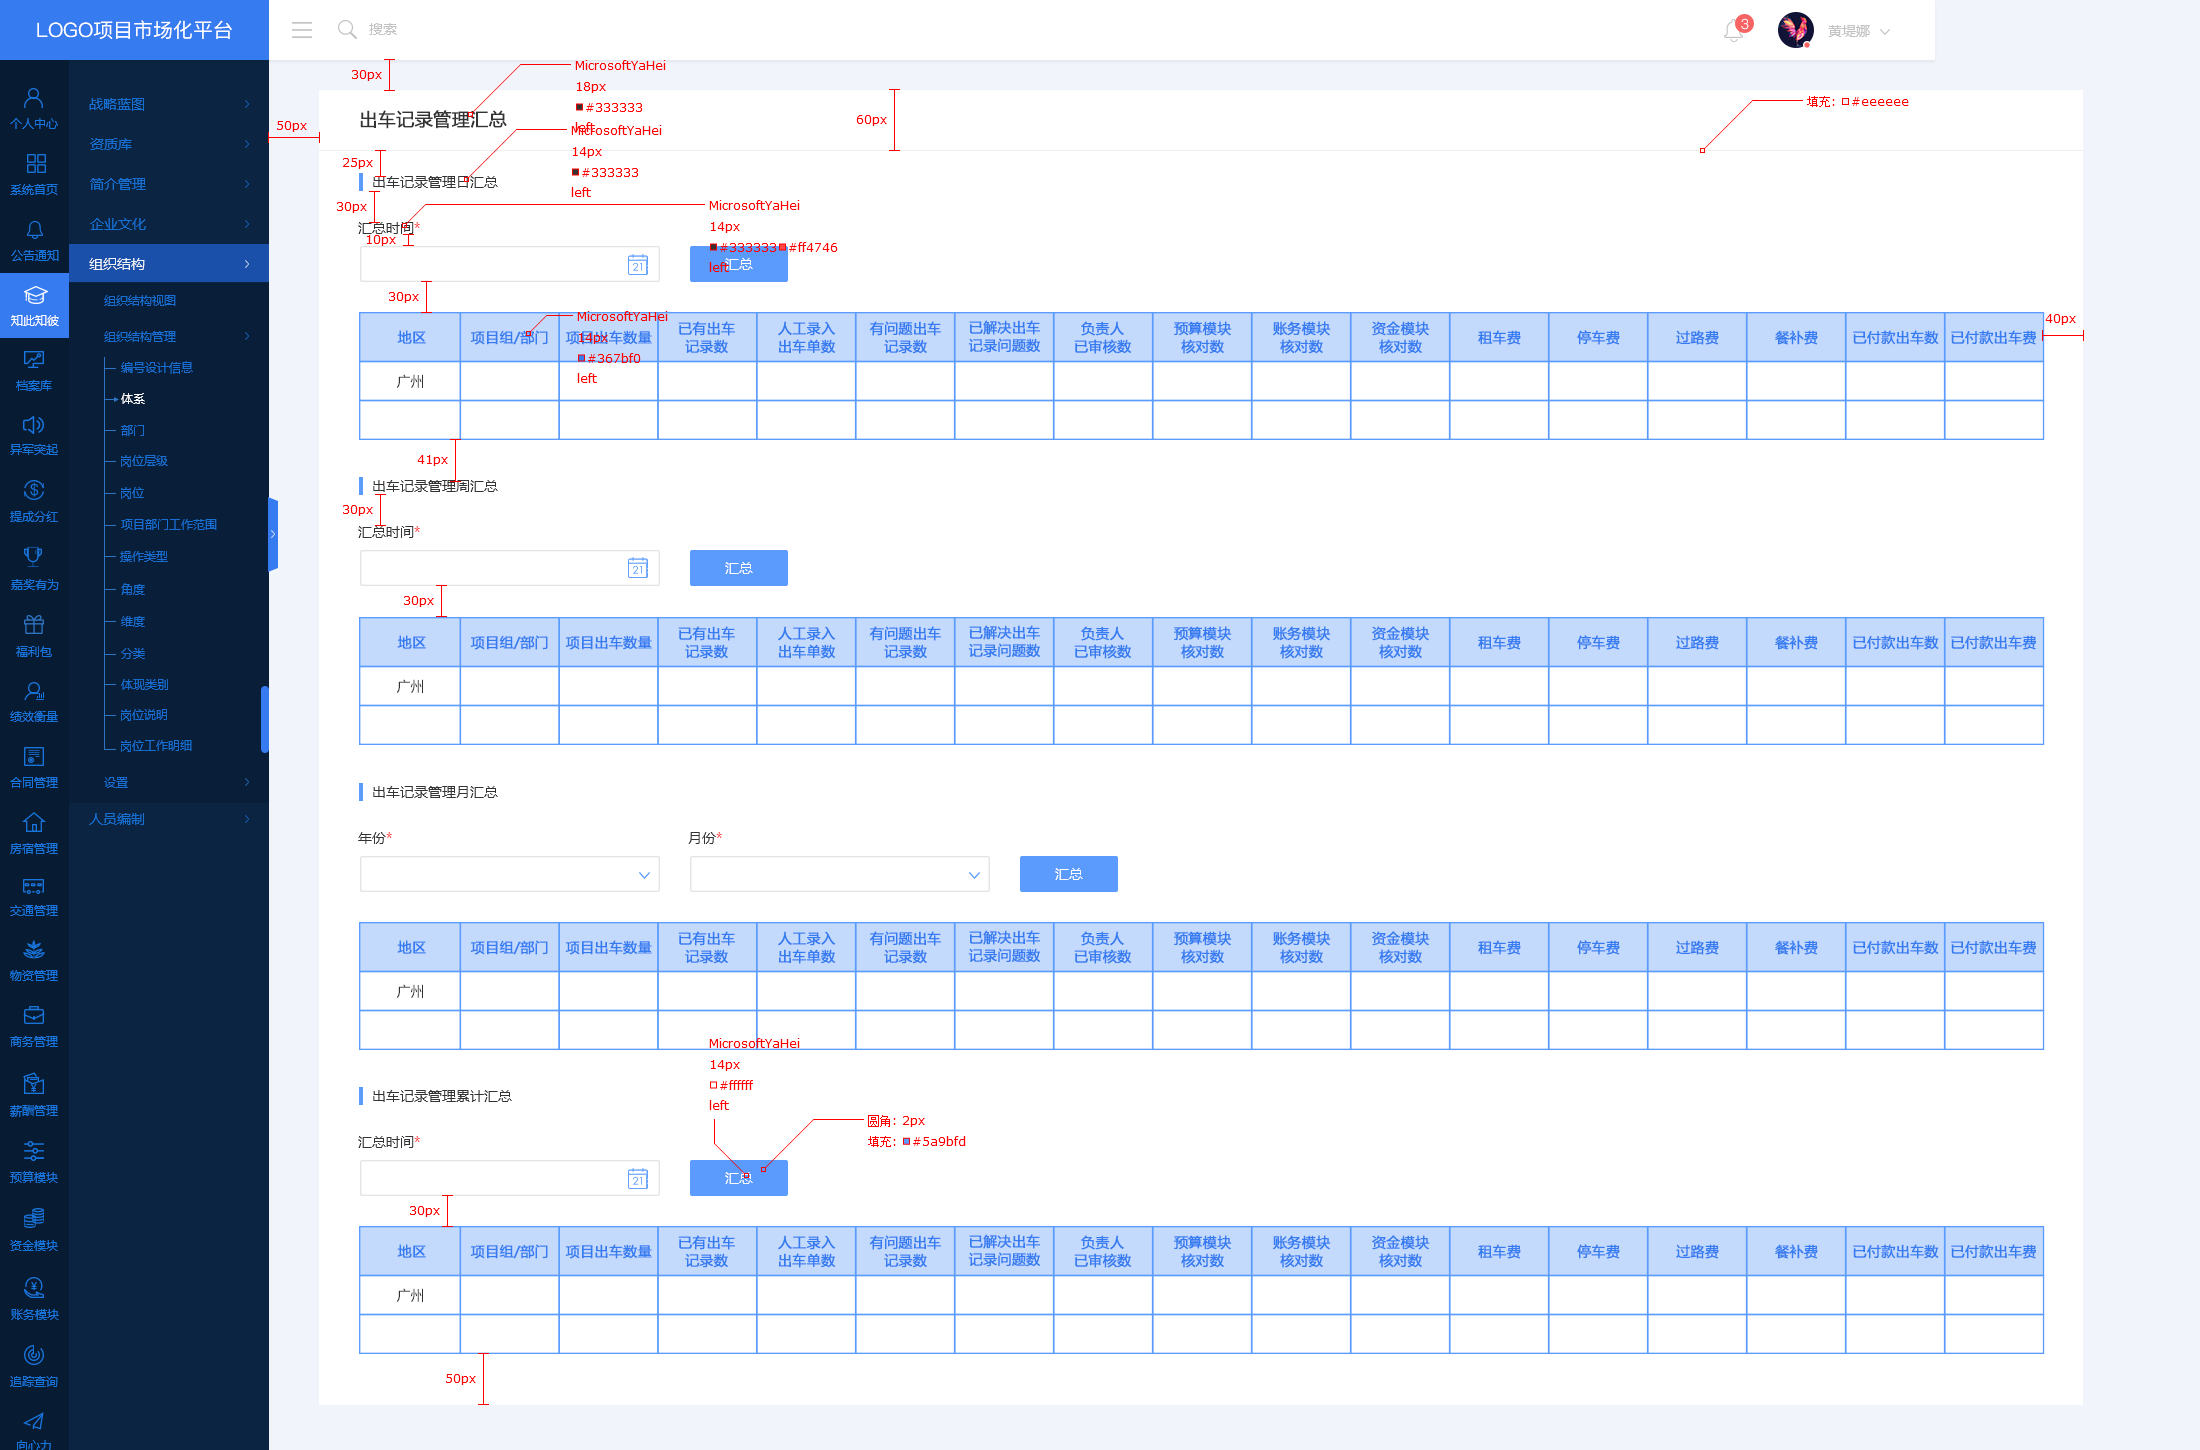 LOGO项目市场化平台
搜索
3
黄堤娜
个人中心
系统首页
公告通知
知此知彼
档案库
异军突起
提成分红
嘉奖有为
福利包
绩效衡量
合同管理
房宿管理
交通管理
物资管理
商务管理
薪酬管理
预算模块
资金模块
账务模块
追踪查询
向心力
战略蓝图
资质库
简介管理
企业文化
组织结构
组织结构视图
组织结构管理
编号设计信息
体系
部门
岗位层级
岗位
项目部门工作范围
操作类型
角度
维度
分类
体现类别
岗位说明
岗位工作明细
设置
人员编制
30px
50px
MicrosoftYaHei
18px
#333333
left
60px
填充: #eeeeee
出车记录管理汇总
25px
MicrosoftYaHei
14px
#333333
left
出车记录管理日汇总
30px
MicrosoftYaHei
14px
#333333 #ff4746
left
汇总时间*
10px
21
汇总
30px
MicrosoftYaHei
14px
#367bf0
left
40px
地区 项目组/部门 项目出车数量 已有出车记录数 人工录入出车单数 有问题出车记录数 已解决出车记录问题数 负责人已审核数 预算模块核对数 账务模块核对数 资金模块核对数 租车费 停车费 过路费 餐补费 已付款出车数 已付款出车费
广州
41px
出车记录管理周汇总
30px
汇总时间*
21
汇总
30px
地区 项目组/部门 项目出车数量 已有出车记录数 人工录入出车单数 有问题出车记录数 已解决出车记录问题数 负责人已审核数 预算模块核对数 账务模块核对数 资金模块核对数 租车费 停车费 过路费 餐补费 已付款出车数 已付款出车费
广州
出车记录管理月汇总
年份* 月份*
汇总
地区 项目组/部门 项目出车数量 已有出车记录数 人工录入出车单数 有问题出车记录数 已解决出车记录问题数 负责人已审核数 预算模块核对数 账务模块核对数 资金模块核对数 租车费 停车费 过路费 餐补费 已付款出车数 已付款出车费
广州
MicrosoftYaHei
14px
#ffffff
left
出车记录管理累计汇总
圆角: 2px
填充: #5a9bfd
汇总时间*
21
汇总
30px
地区 项目组/部门 项目出车数量 已有出车记录数 人工录入出车单数 有问题出车记录数 已解决出车记录问题数 负责人已审核数 预算模块核对数 账务模块核对数 资金模块核对数 租车费 停车费 过路费 餐补费 已付款出车数 已付款出车费
广州
50px